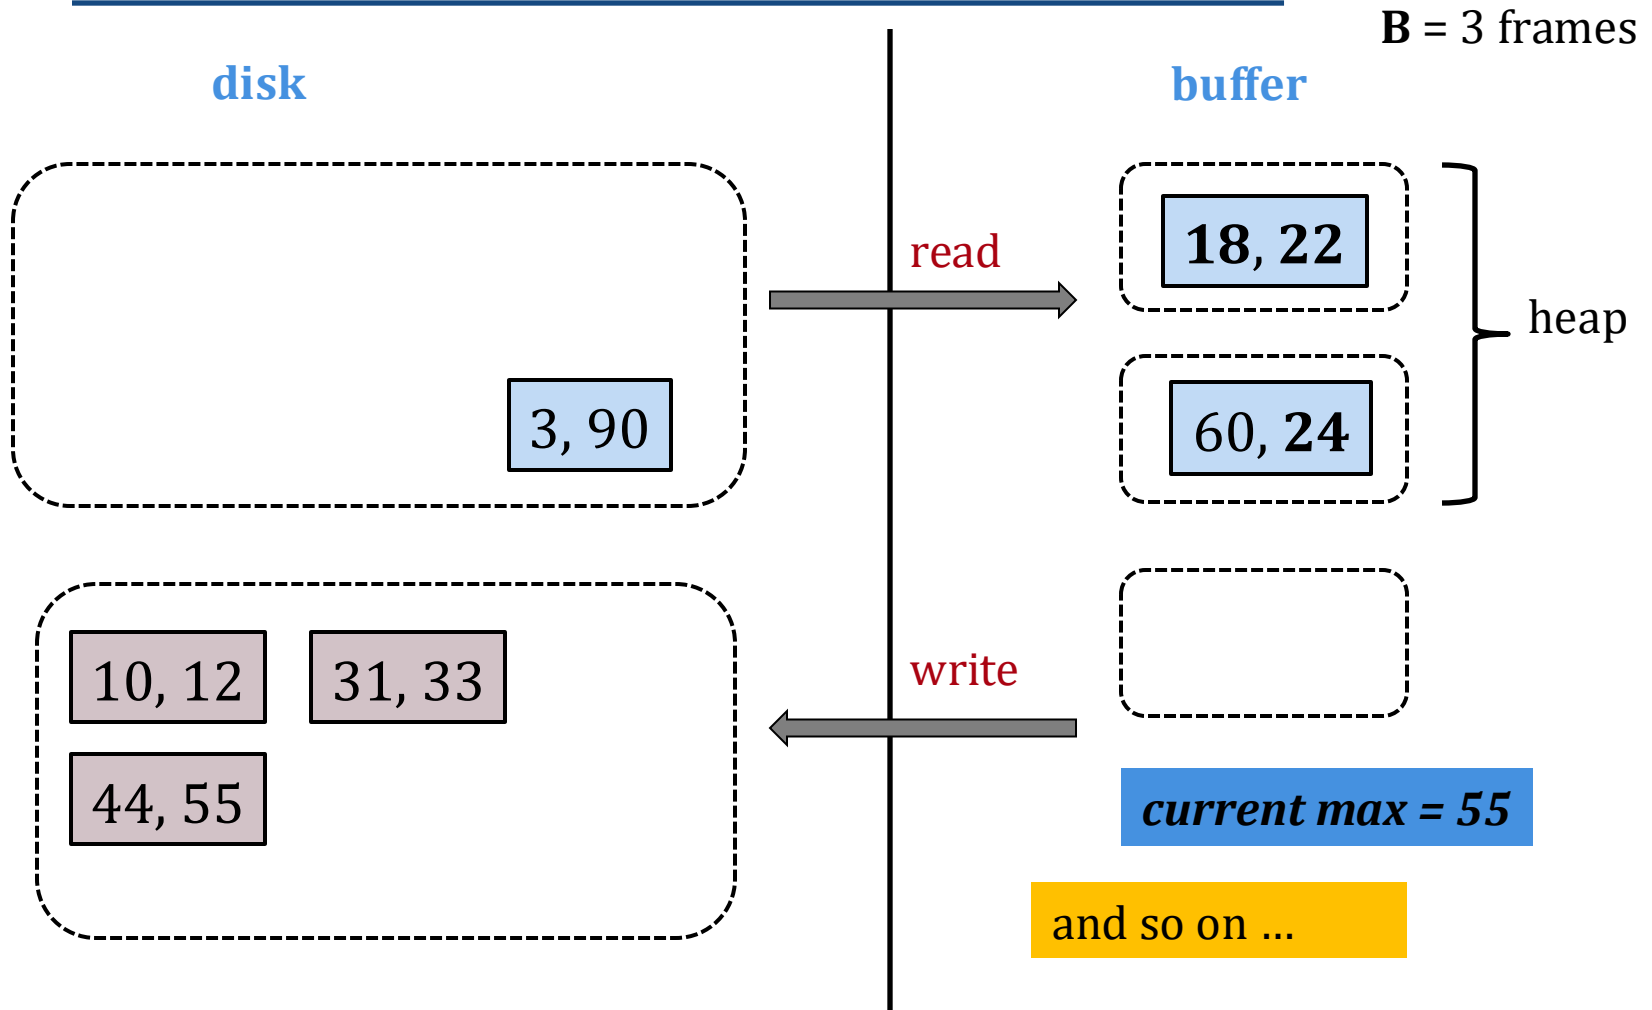 B = 3 frames
disk
buffer
18, 22
read
heap
3, 90
60, 24
10, 12
31, 33
write
44, 55
current max = 55
and so on ...